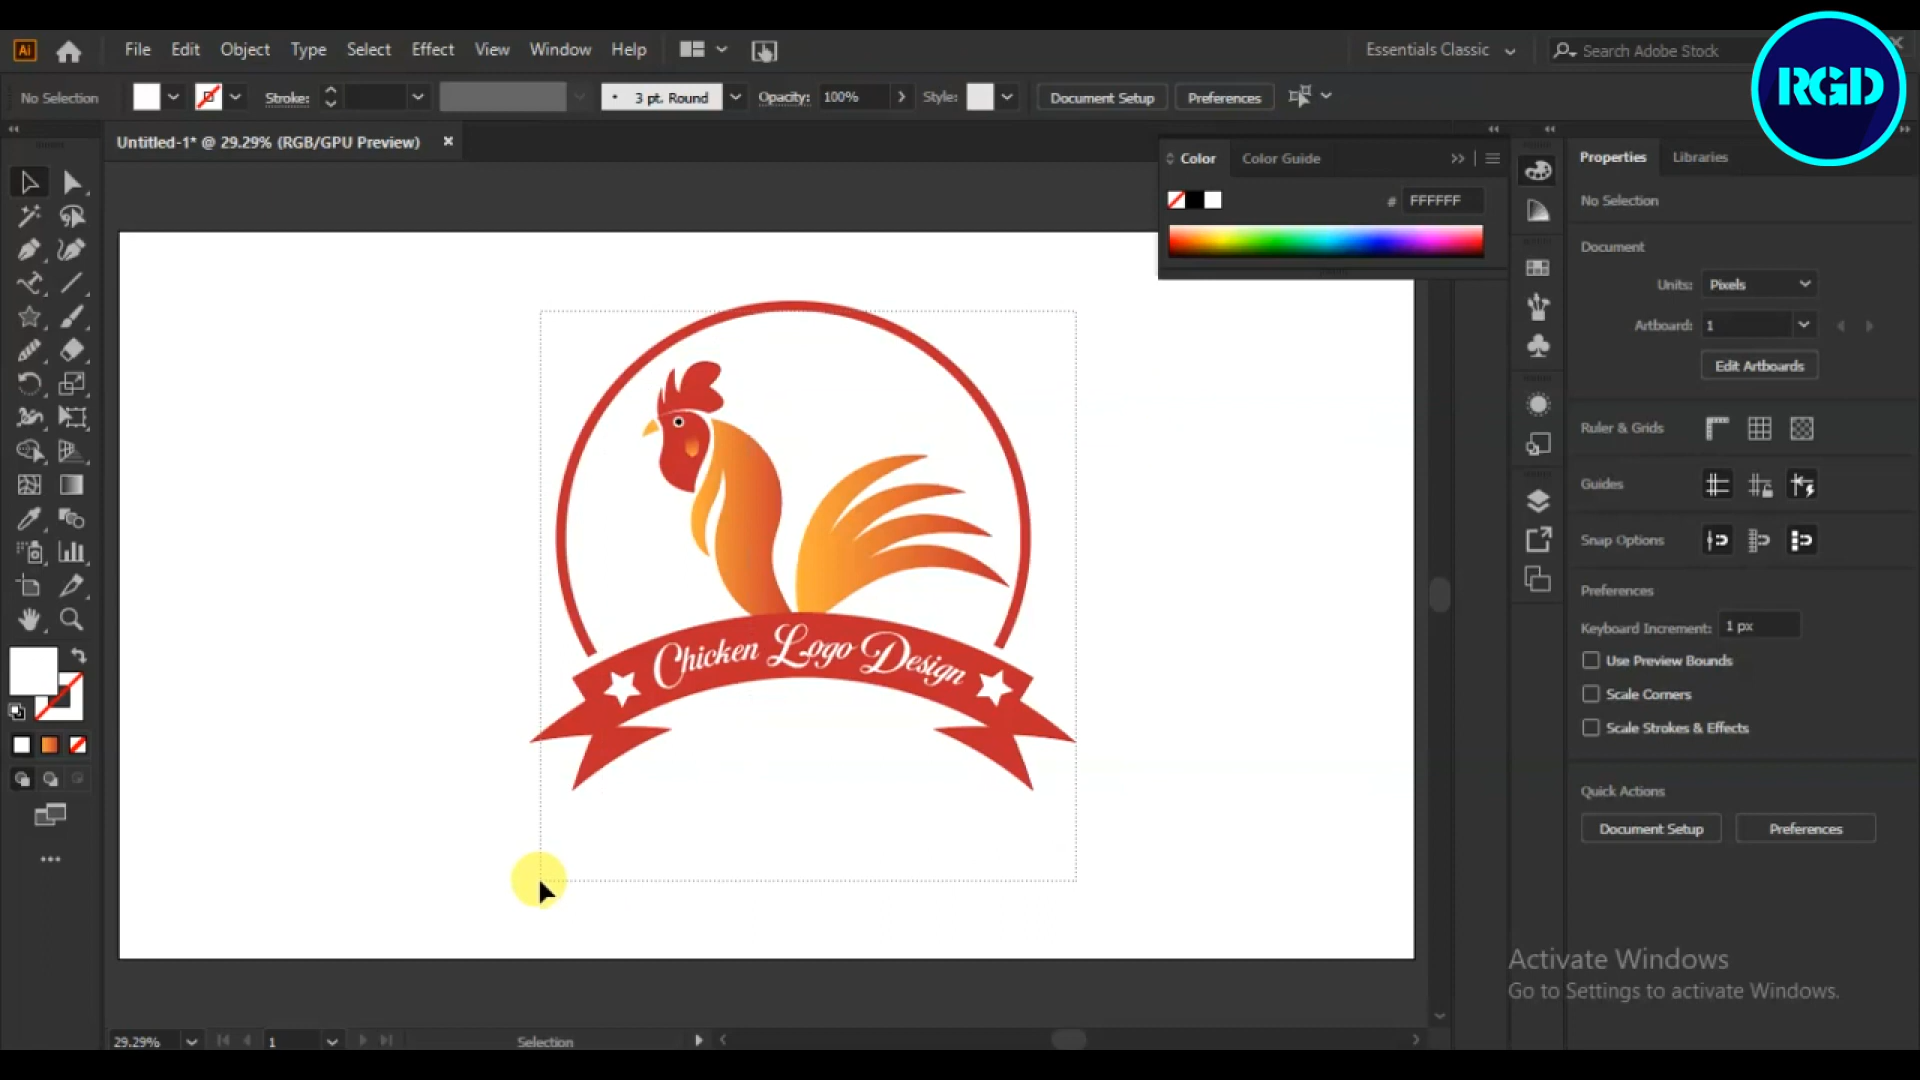 Ai File Edit Object Type Select Effect View Window Help Essentials Classic Search Adobe Stock
RGD
No Selection Stroke: 3 pt. Round Opacity: 100% Style: Document Setup Preferences
Untitled-1* @ 29.29% (RGB/GPU Preview)
Color Color Guide
# FFFFFF
Properties Libraries
No Selection
Document
Units: Pixels
Artboard: 1
Edit Artboards
Ruler & Grids
Guides
Snap Options
Preferences
Keyboard Increment: 1 px
Use Preview Bounds
Scale Corners
Scale Strokes & Effects
Quick Actions
Document Setup Preferences
Chicken Logo Design
Activate Windows
Go to Settings to activate Windows.
29.29% 1 Selection